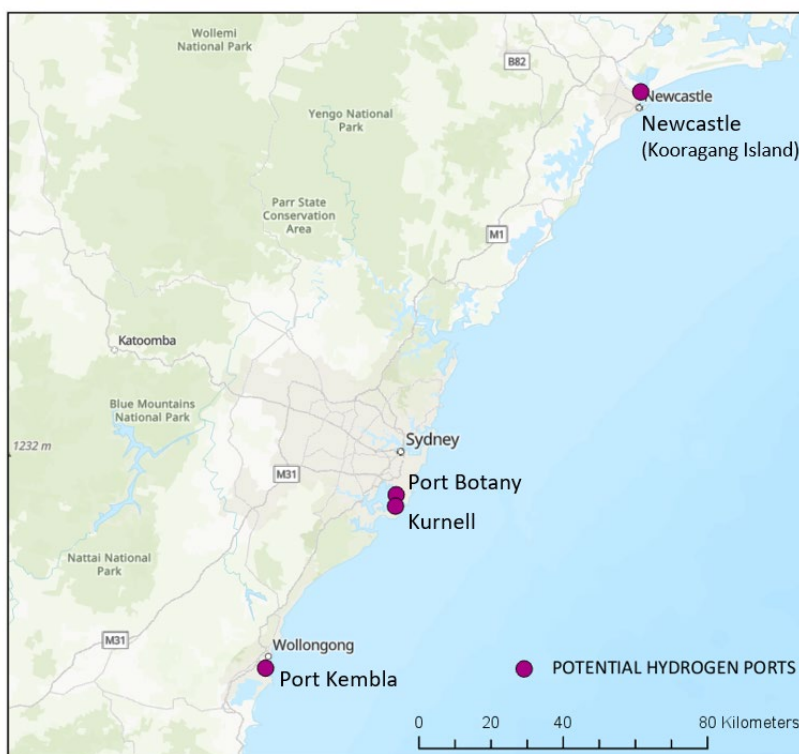 Wollemi
National Park
B82
Newcastle
Newcastle
(Kooragang Island)
Yengo National
Park
Parr State
Conservation
Area
M1
Katoomba
Blue Mountains
National Park
1232 m
Sydney
M31
Port Botany
Kurnell
Nattai National
Park
M31
Wollongong
Port Kembla
POTENTIAL HYDROGEN PORTS
0 20 40 80 Kilometers